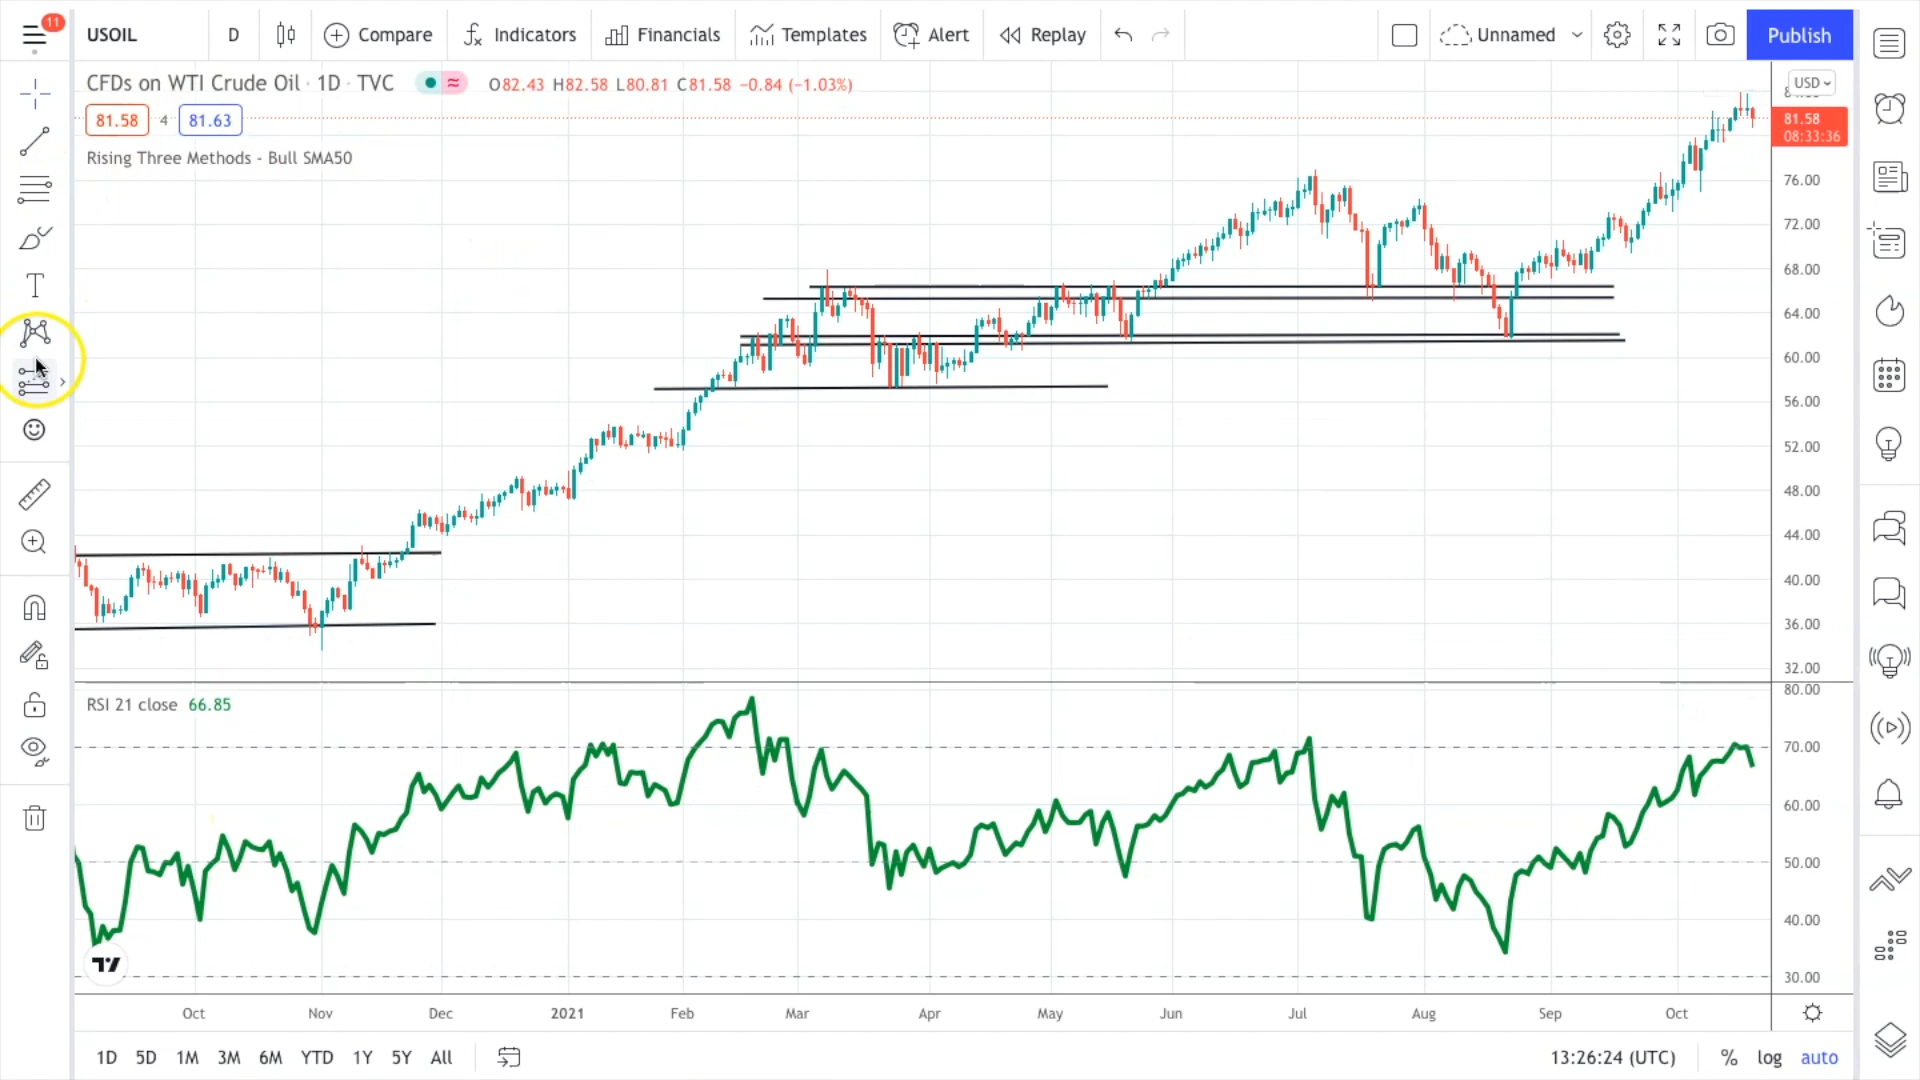 11
USOIL
D
Compare
Indicators
Financials
Templates
Alert
Replay
Unnamed
Publish
CFDs on WTI Crude Oil · 1D · TVC
O82.43 H82.58 L80.81 C81.58 −0.84 (−1.03%)
USD
81.58 4 81.63
81.58
08:33:36
Rising Three Methods - Bull SMA50
76.00
72.00
68.00
64.00
60.00
56.00
52.00
48.00
44.00
40.00
36.00
32.00
RSI 21 close 66.85
80.00
70.00
60.00
50.00
40.00
30.00
Oct Nov Dec 2021 Feb Mar Apr May Jun Jul Aug Sep Oct
1D 5D 1M 3M 6M YTD 1Y 5Y All
13:26:24 (UTC) % log auto